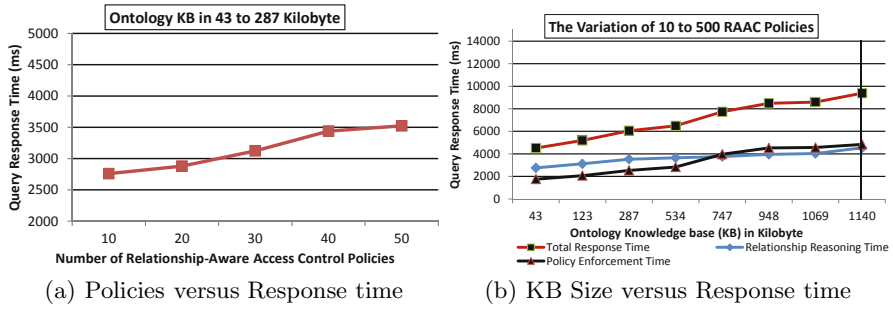 Ontology KB in 43 to 287 Kilobyte
Query Response Time (ms)
5000
4500
4000
3500
3000
2500
2000
10 20 30 40 50
Number of Relationship-Aware Access Control Policies
(a) Policies versus Response time
The Variation of 10 to 500 RAAC Policies
Query Response Time (ms)
14000
12000
10000
8000
6000
4000
2000
0
43 123 287 534 747 948 1069 1140
Ontology Knowledge base (KB) in Kilobyte
Total Response Time
Relationship Reasoning Time
Policy Enforcement Time
(b) KB Size versus Response time